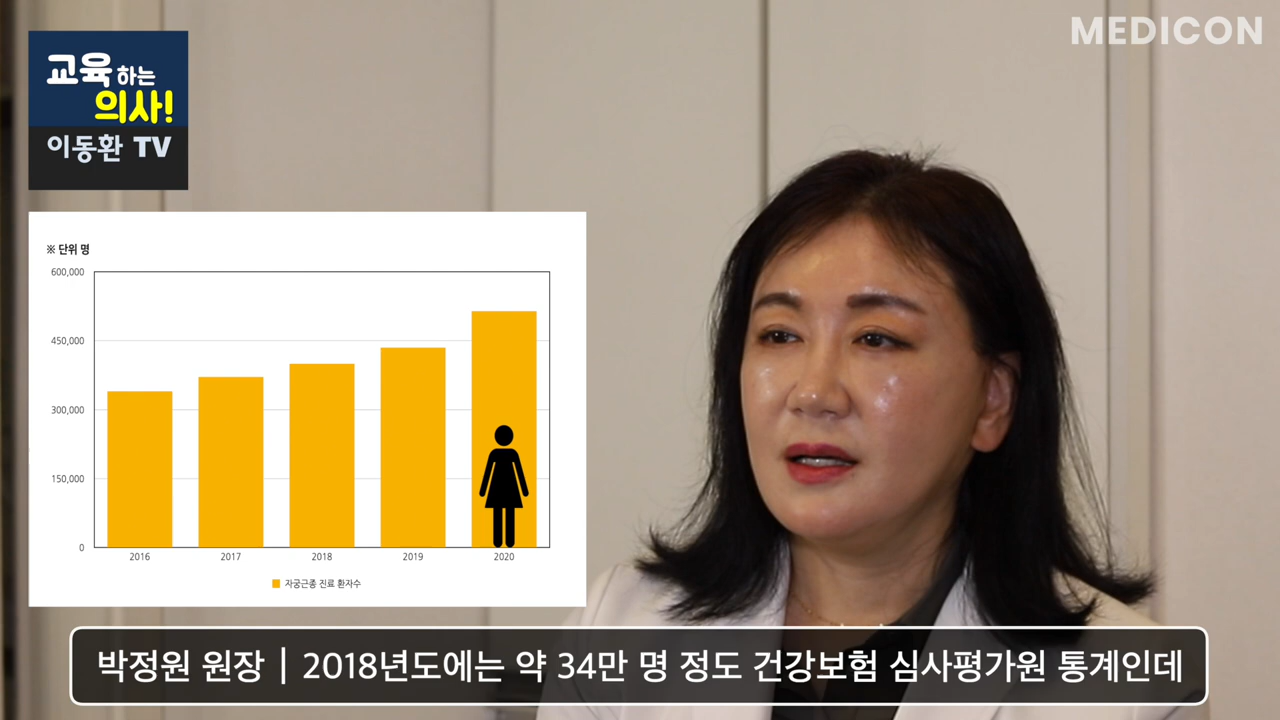 MEDICON
교육하는
의사!
이동환 TV
※ 단위 명
600,000
450,000
300,000
150,000
0
2016 2017 2018 2019 2020
자궁근종 진료 환자수
박정원 원장 | 2018년도에는 약 34만 명 정도 건강보험 심사평가원 통계인데